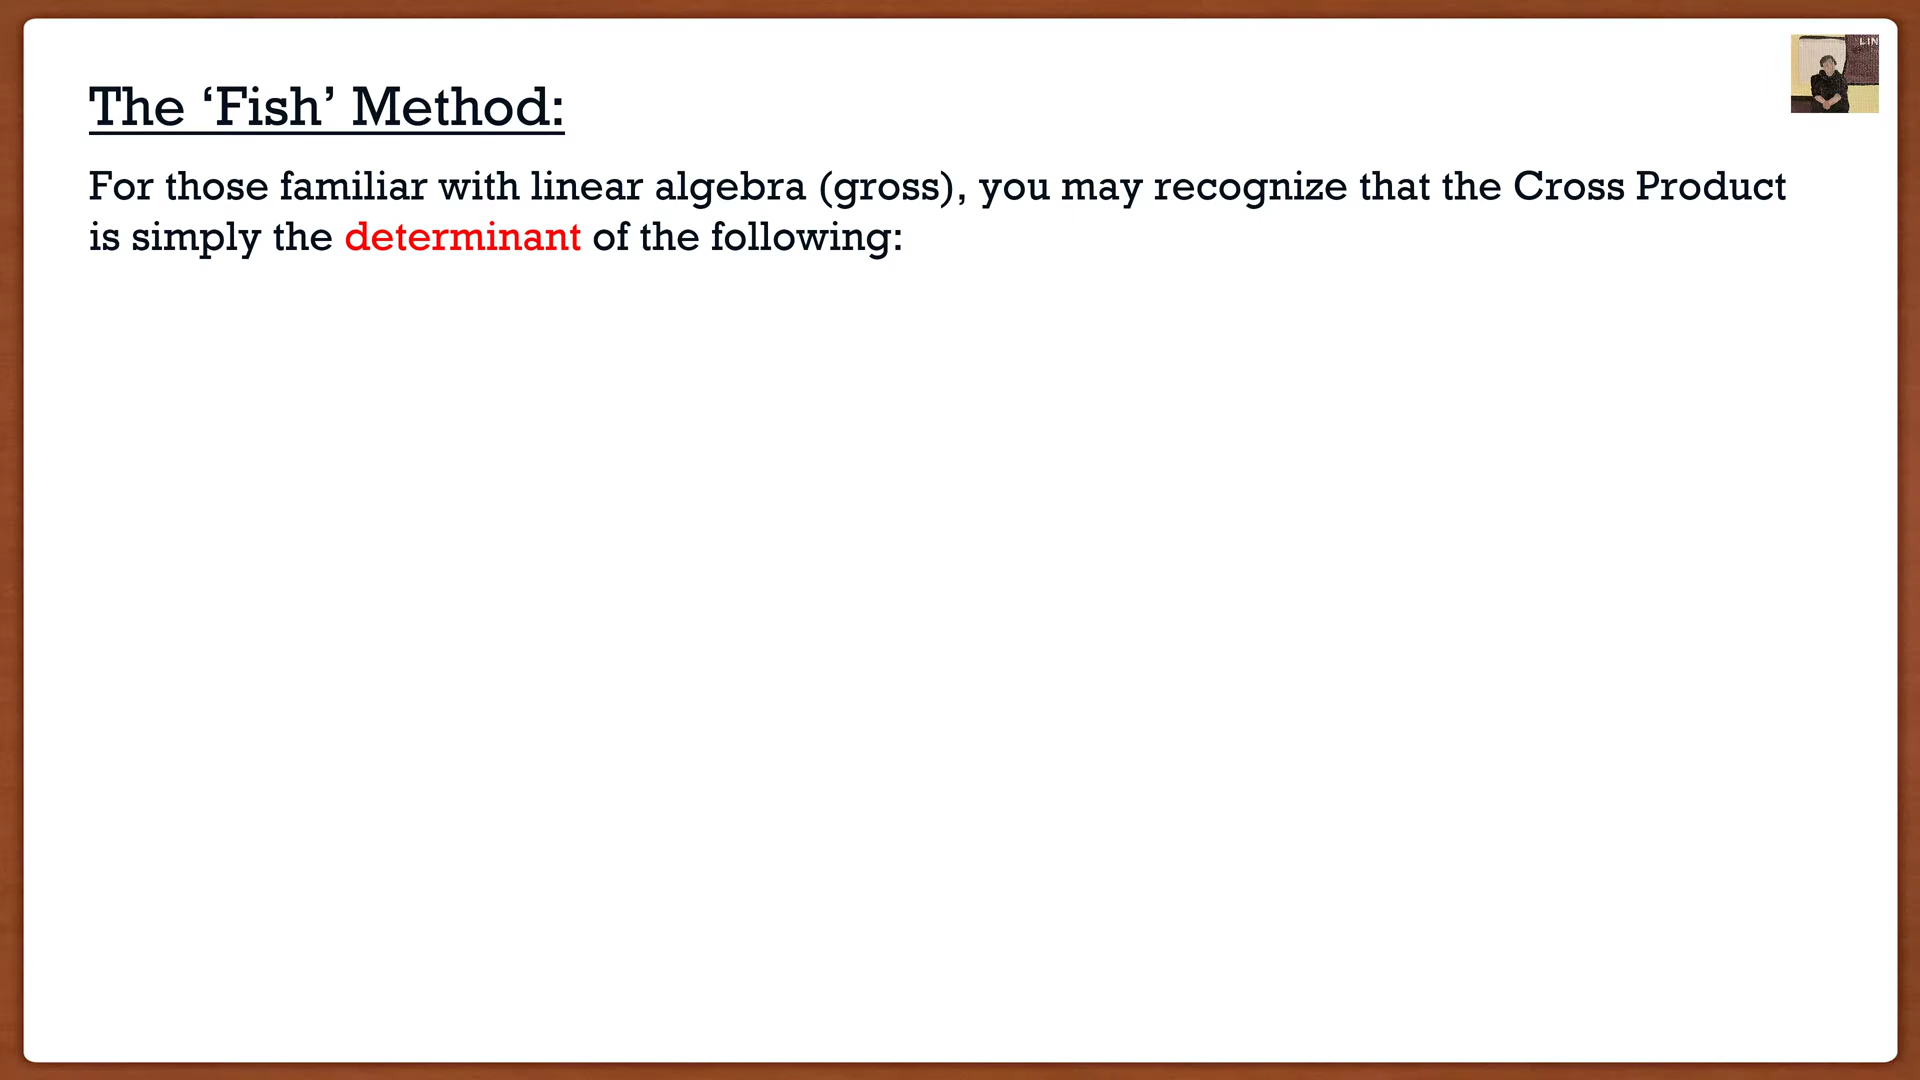 The ‘Fish’ Method:
For those familiar with linear algebra (gross), you may recognize that the Cross Product
is simply the determinant of the following:
LIN